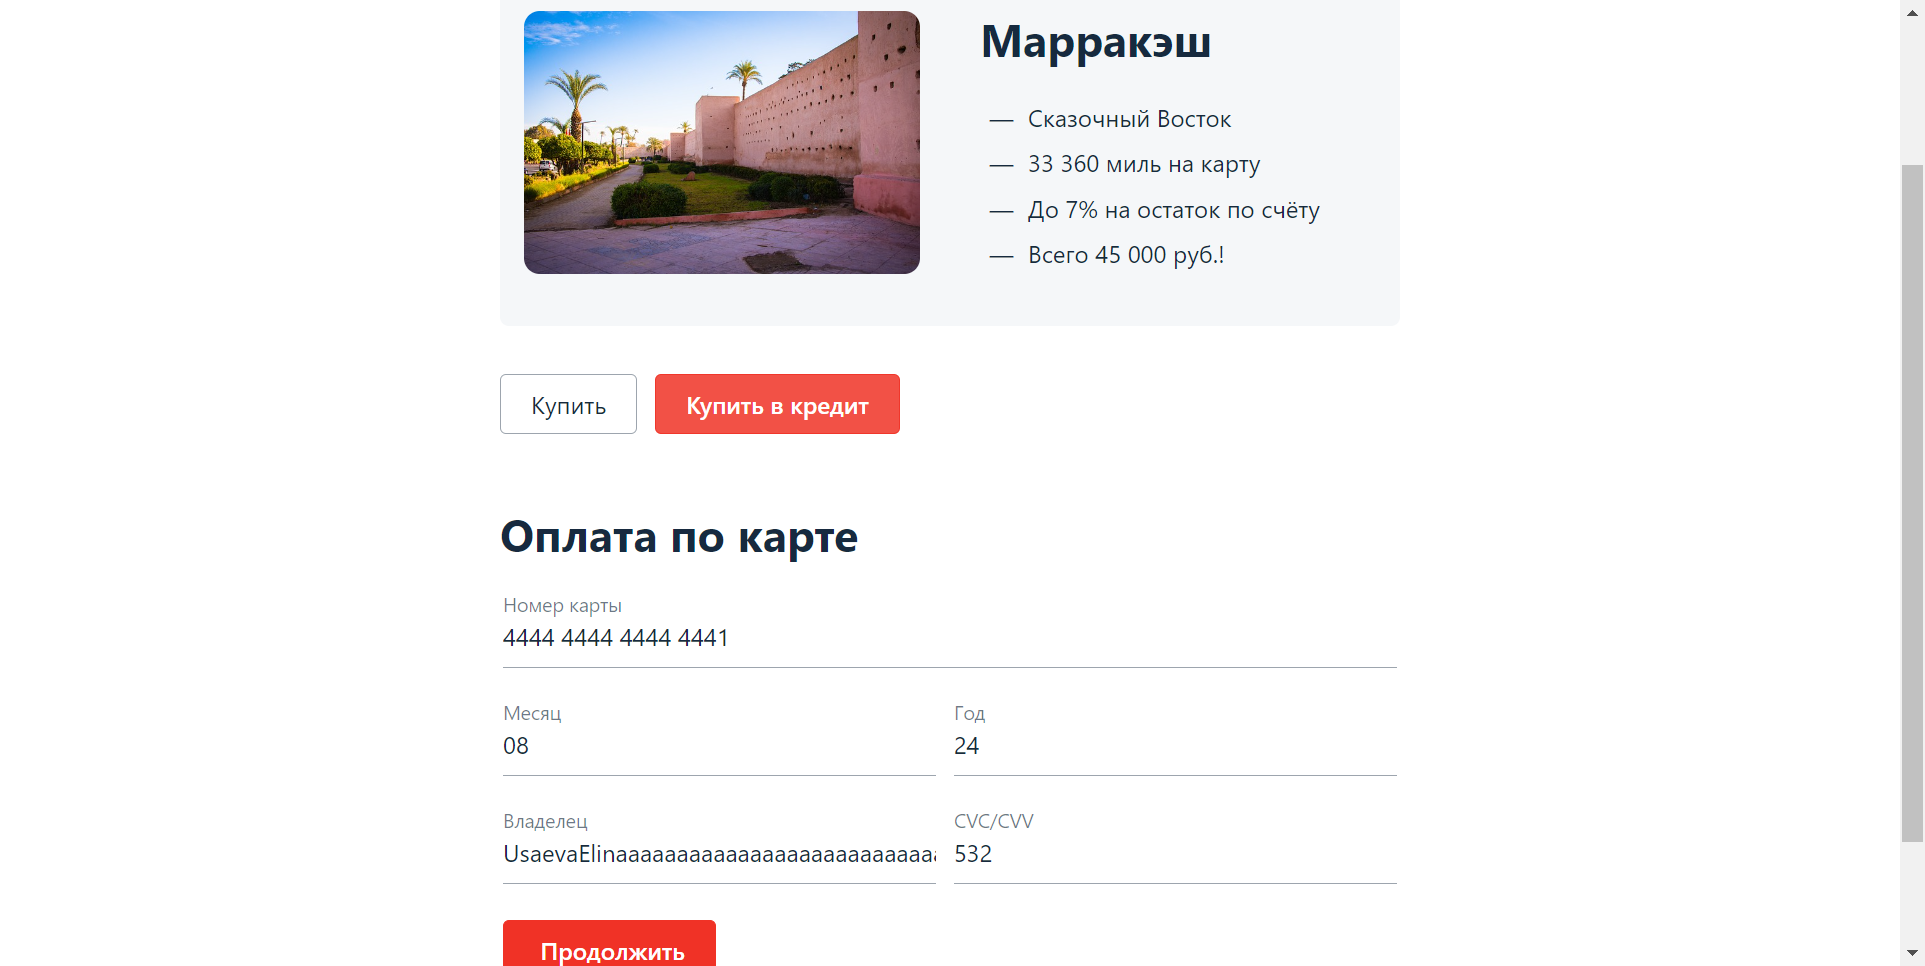 Марракэш
— Сказочный Восток
— 33 360 миль на карту
— До 7% на остаток по счёту
— Всего 45 000 руб.!
Купить
Купить в кредит
Оплата по карте
Номер карты
4444 4444 4444 4441
Месяц
08
Год
24
Владелец
UsaevaElinaaaaaaaaaaaaaaaaaaaaaaaaaaa
CVC/CVV
532
Продолжить